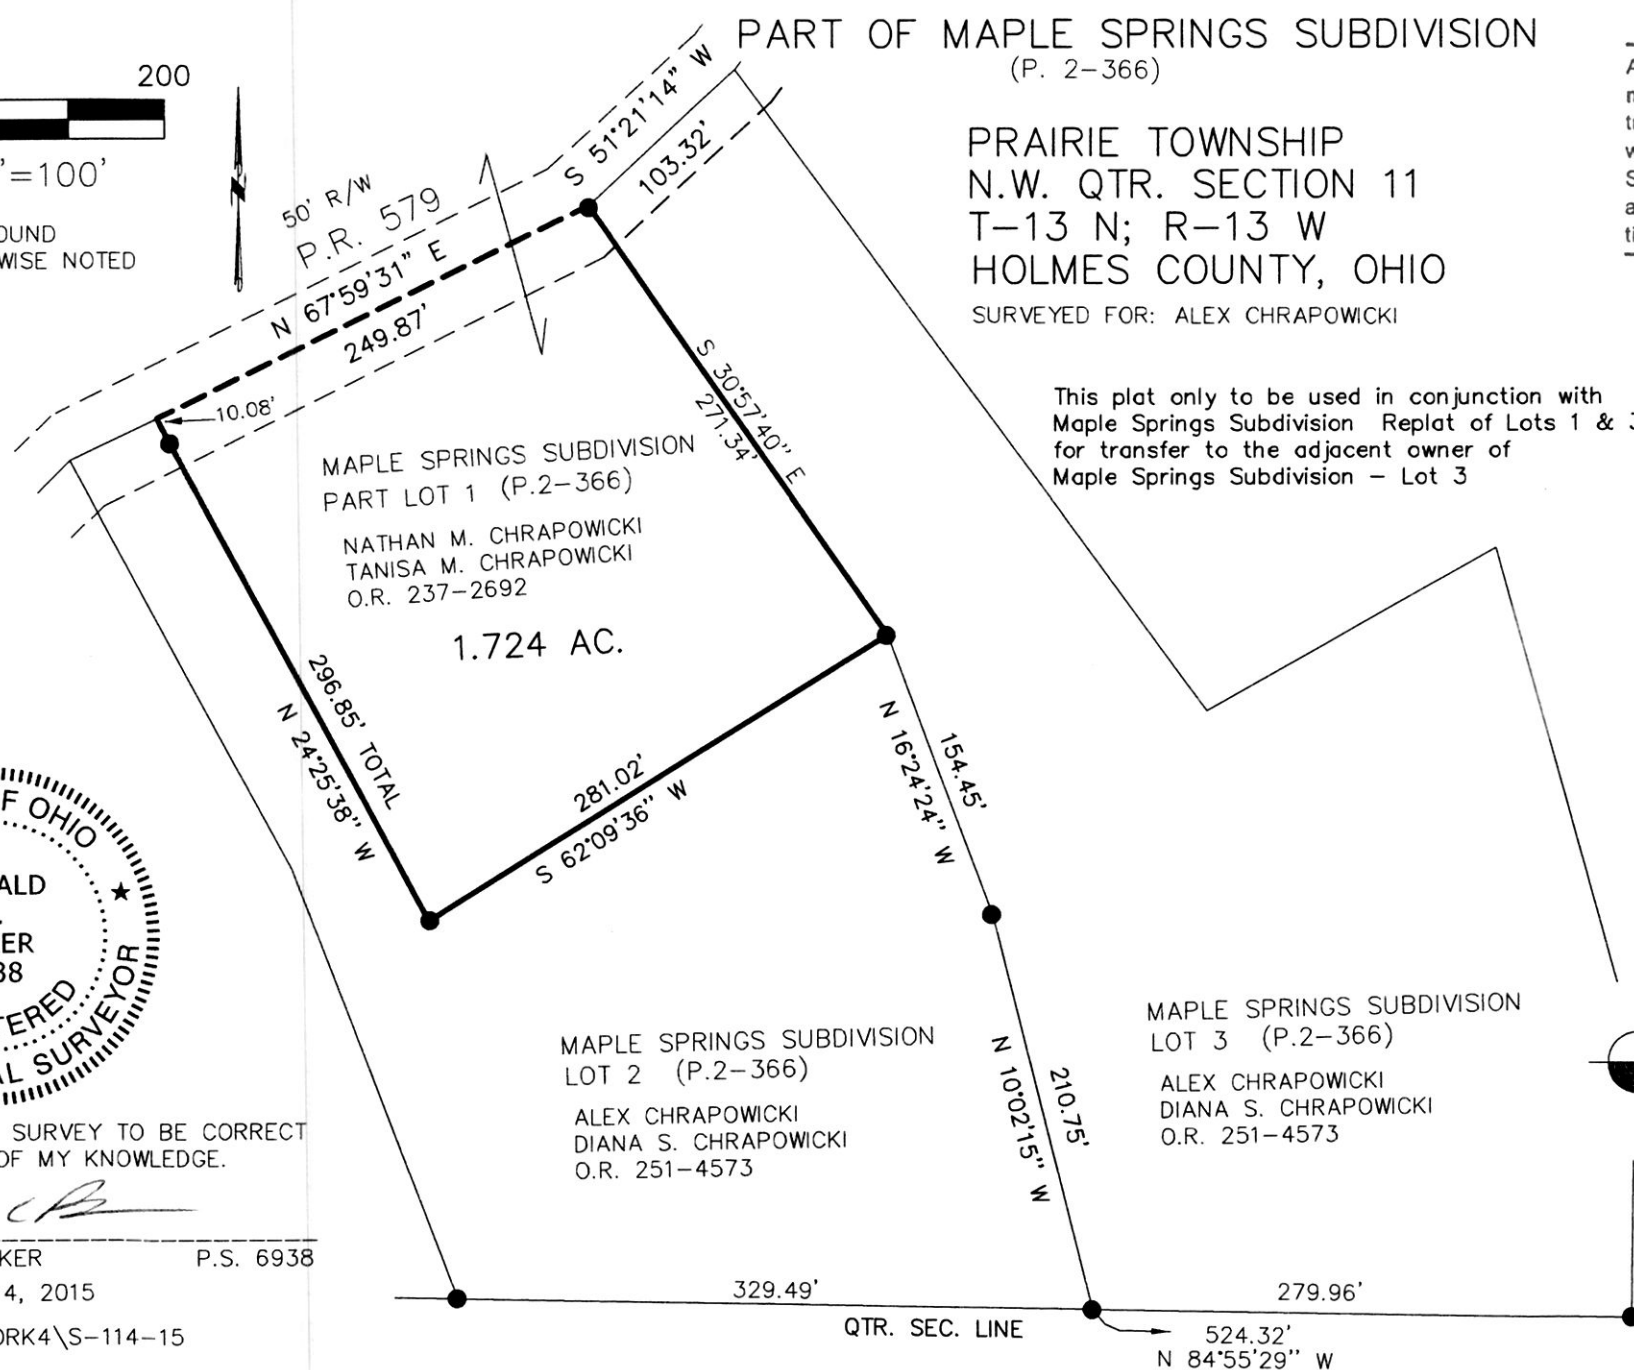 PART OF MAPLE SPRINGS SUBDIVISION
(P. 2-366)
200
'=100'
OUND
WISE NOTED
PRAIRIE TOWNSHIP
N.W. QTR. SECTION 11
T-13 N; R-13 W
HOLMES COUNTY, OHIO
SURVEYED FOR: ALEX CHRAPOWICKI
This plat only to be used in conjunction with
Maple Springs Subdivision Replat of Lots 1 &
for transfer to the adjacent owner of
Maple Springs Subdivision - Lot 3
50' R/W
P.R. 579
N 67°59'31" E
249.87'
S 51°21'14" W
103.32'
10.08'
S 30°57'40" E
271.34'
MAPLE SPRINGS SUBDIVISION
PART LOT 1 (P.2-366)
NATHAN M. CHRAPOWICKI
TANISA M. CHRAPOWICKI
O.R. 237-2692
1.724 AC.
296.85' TOTAL
N 24°25'38" W
281.02'
S 62°09'36" W
154.45'
N 16°24'24" W
210.75'
N 10°02'15" W
MAPLE SPRINGS SUBDIVISION
LOT 2 (P.2-366)
ALEX CHRAPOWICKI
DIANA S. CHRAPOWICKI
O.R. 251-4573
MAPLE SPRINGS SUBDIVISION
LOT 3 (P.2-366)
ALEX CHRAPOWICKI
DIANA S. CHRAPOWICKI
O.R. 251-4573
F OHIO
ALD
ER
38
TERED
AL SURVEYOR
SURVEY TO BE CORRECT
OF MY KNOWLEDGE.
KER P.S. 6938
4, 2015
ORK4\S-114-15
329.49'
QTR. SEC. LINE
279.96'
524.32'
N 84°55'29" W